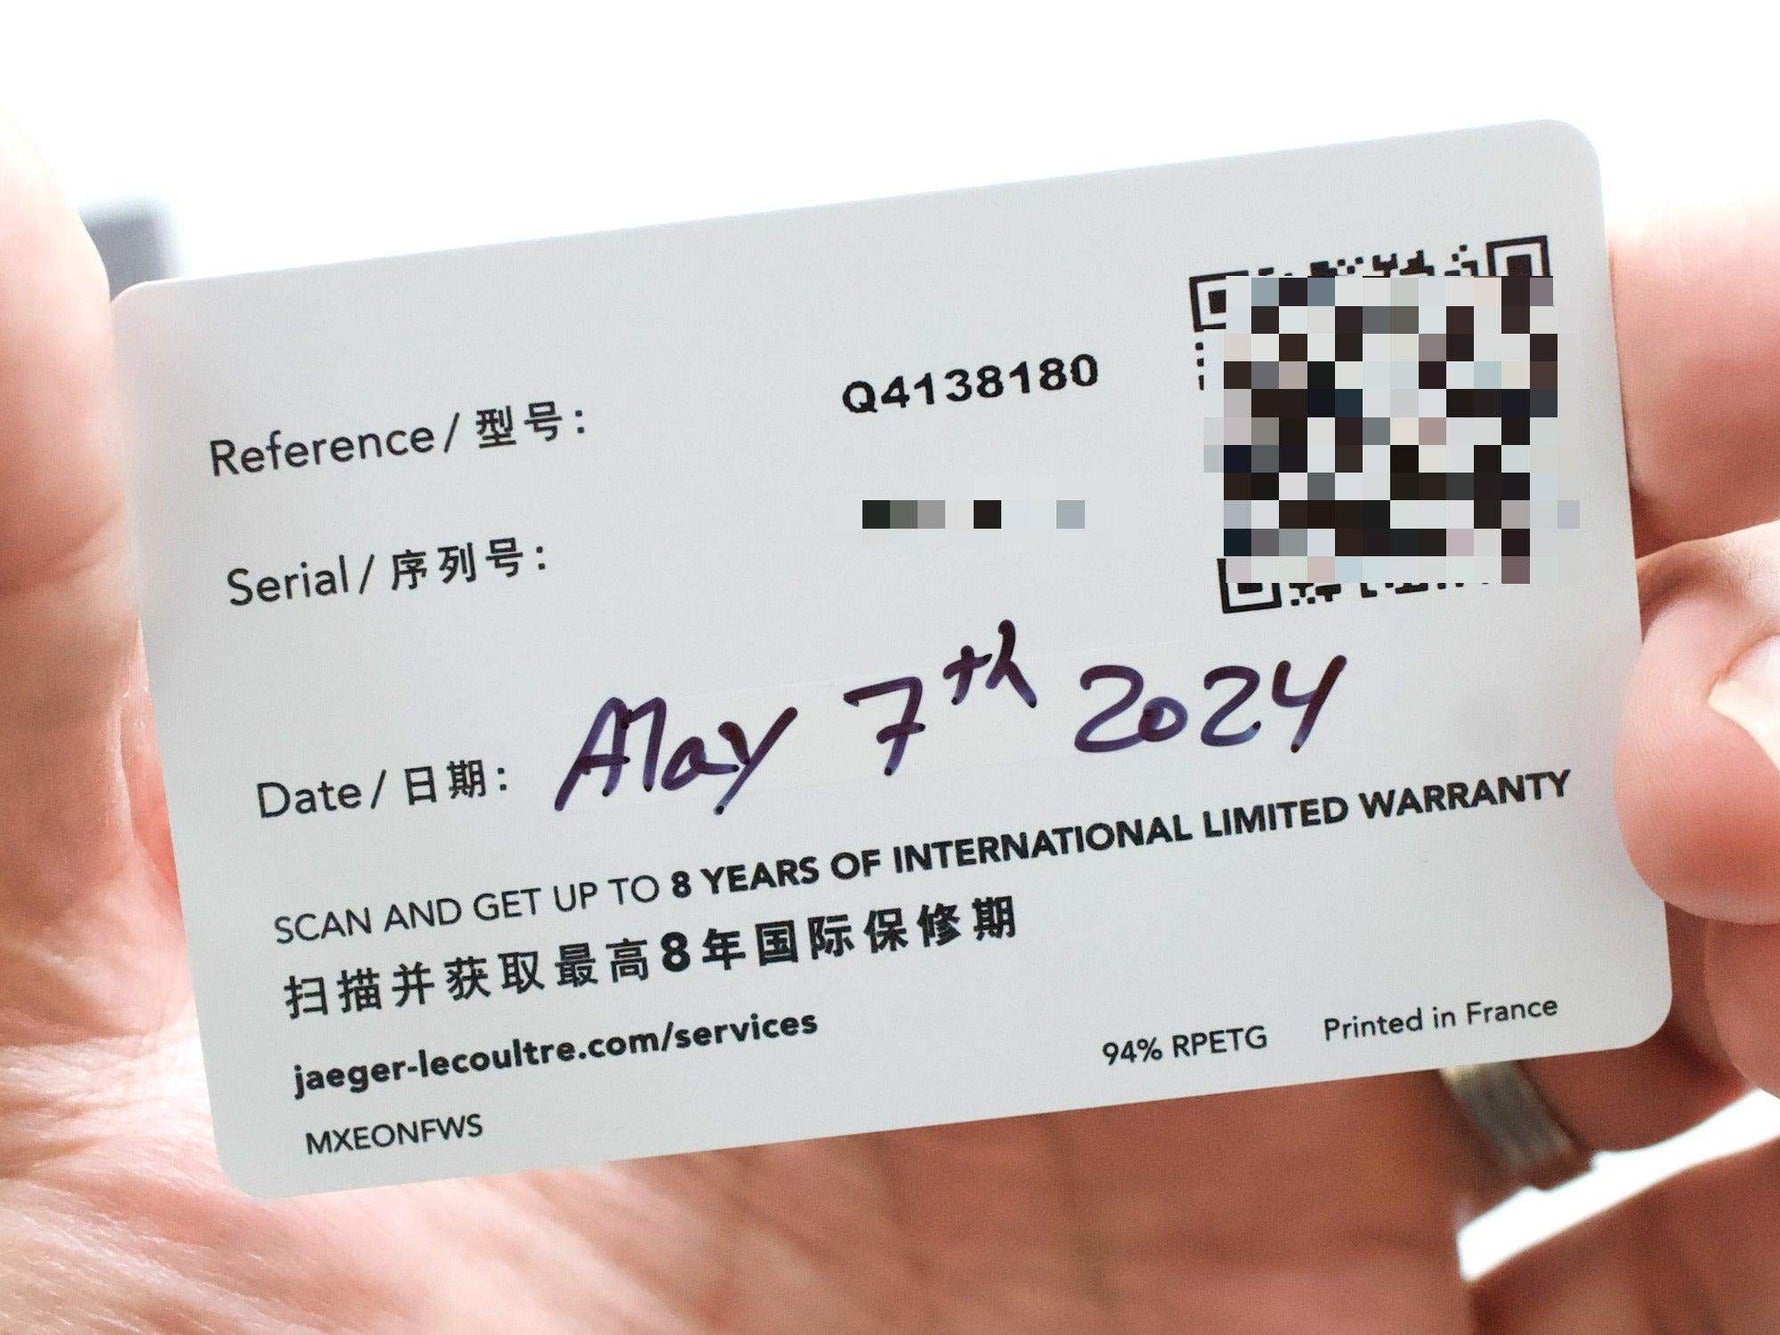 Reference / 型号: Q4138180
Serial / 序列号:
Date / 日期: May 7th 2024
SCAN AND GET UP TO 8 YEARS OF INTERNATIONAL LIMITED WARRANTY
扫描并获取最高8年国际保修期
jaeger-lecoultre.com/services
94% RPETG Printed in France
MXEONFWS